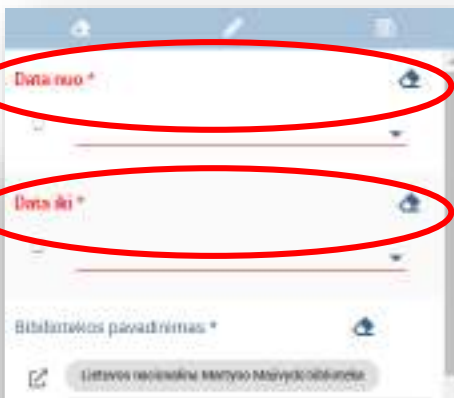 Data nuo *
Data iki *
Bibliotekos pavadinimas *
Lietuvos nacionalinė Martyno Mažvydo biblioteka